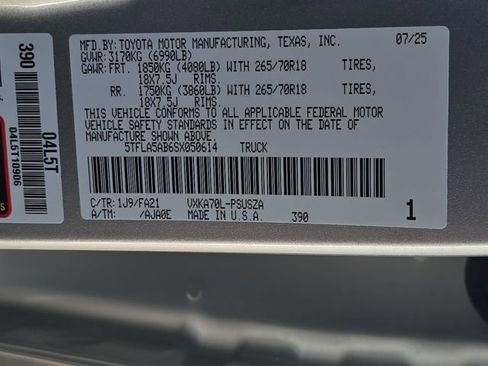 MFD.BY: TOYOTA MOTOR MANUFACTURING, TEXAS, INC. 07/25
GVWR: 3170KG (6990LB)
GAWR: FRT. 1850KG (4080LB) WITH 265/70R18 TIRES,
18X7.5J RIMS.
RR. 1750KG (3860LB) WITH 265/70R18 TIRES,
18X7.5J RIMS.
THIS VEHICLE CONFORMS TO ALL APPLICABLE FEDERAL MOTOR
VEHICLE SAFETY STANDARDS IN EFFECT ON THE DATE OF
MANUFACTURE SHOWN ABOVE.
5TFLA5AB6SX050614 TRUCK
C/TR: 1J9/FA21 VXKA70L-PSUSZA
A/TM: /AJA0E MADE IN U.S.A. 390 1
390
04L5T
04L5T10906